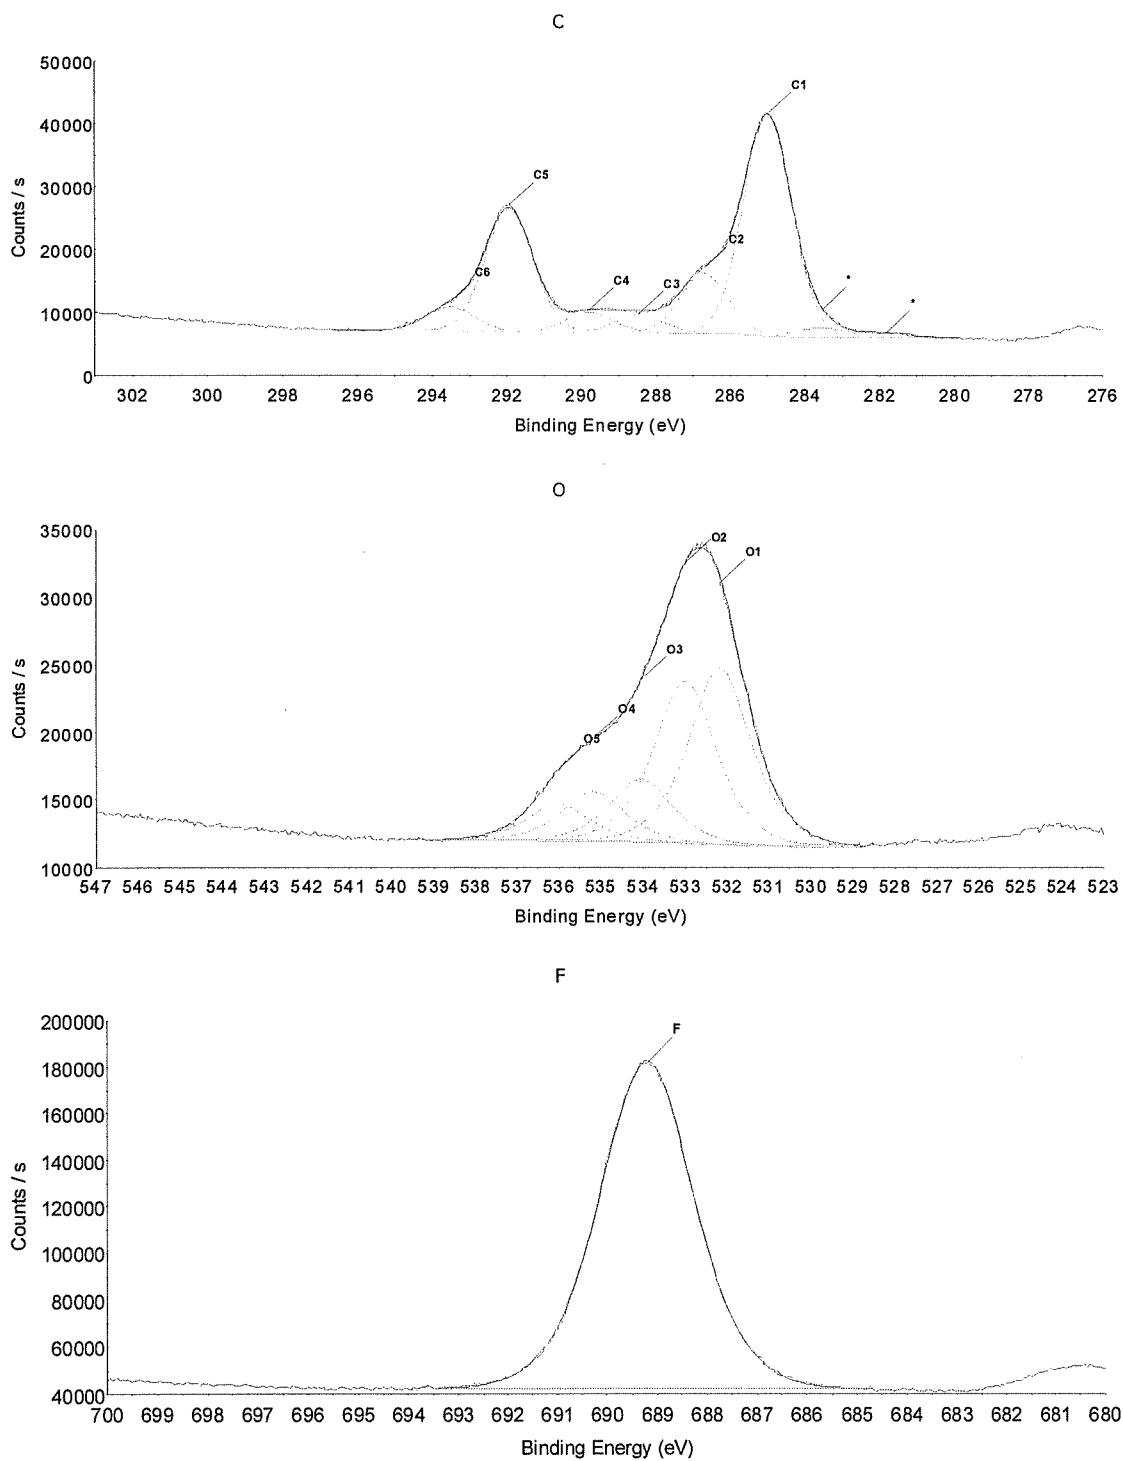 C
50000
40000
30000
20000
10000
0
Counts / s
C1
C5
C2
C6
C4
C3
*
*
302 300 298 296 294 292 290 288 286 284 282 280 278 276
Binding Energy (eV)
O
35000
30000
25000
20000
15000
10000
Counts / s
O2
O1
O3
O4
O5
547 546 545 544 543 542 541 540 539 538 537 536 535 534 533 532 531 530 529 528 527 526 525 524 523
Binding Energy (eV)
F
200000
180000
160000
140000
120000
100000
80000
60000
40000
Counts / s
F
700 699 698 697 696 695 694 693 692 691 690 689 688 687 686 685 684 683 682 681 680
Binding Energy (eV)